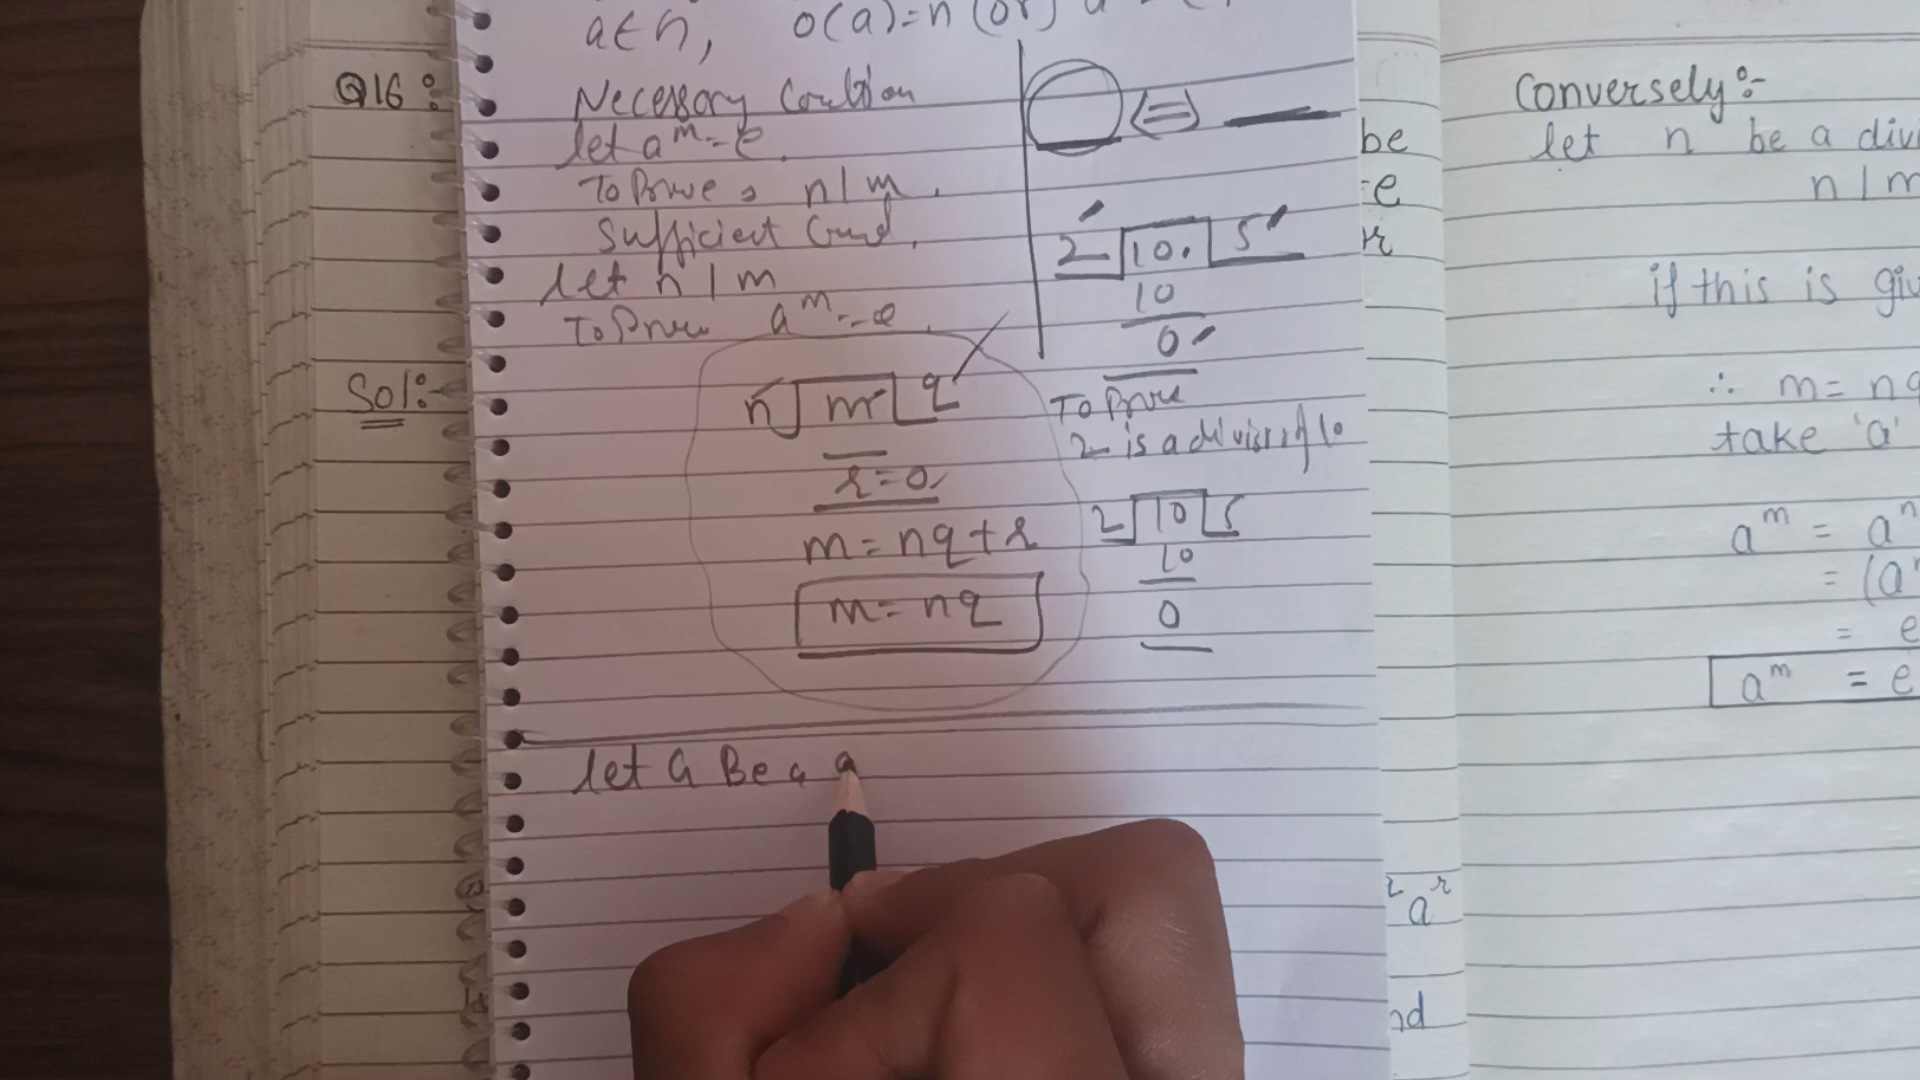 a∈G, o(a)=n (or) a
Q16:
Necessary Condition
let a^m = e.
To Prove : n/m.
Sufficient Cond.
let n/m
To Prove a^m = e.
Sol:-
n m q
r=0
m=nq+r
m=nq
let G Be a g
(=)
2 10. 5
10
0
To Prove
2 is a divisor of 10
2 10 5
10
0
be
=e
r
a^r
nd
Conversely:-
let n be a divi
n/m
if this is giv
∴ m= nq
take 'a'
a^m = a^n
= (a^n
= e
a^m = e